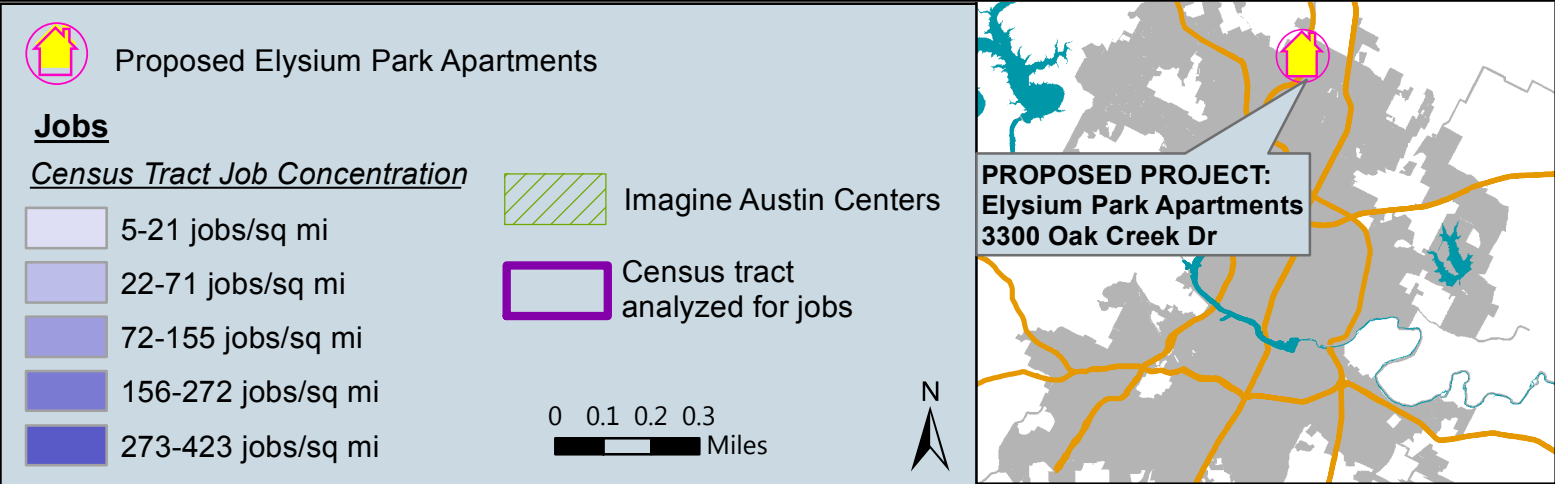 Proposed Elysium Park Apartments
Jobs
Census Tract Job Concentration
5-21 jobs/sq mi
22-71 jobs/sq mi
72-155 jobs/sq mi
156-272 jobs/sq mi
273-423 jobs/sq mi
Imagine Austin Centers
Census tract
analyzed for jobs
0 0.1 0.2 0.3
Miles
N
PROPOSED PROJECT:
Elysium Park Apartments
3300 Oak Creek Dr